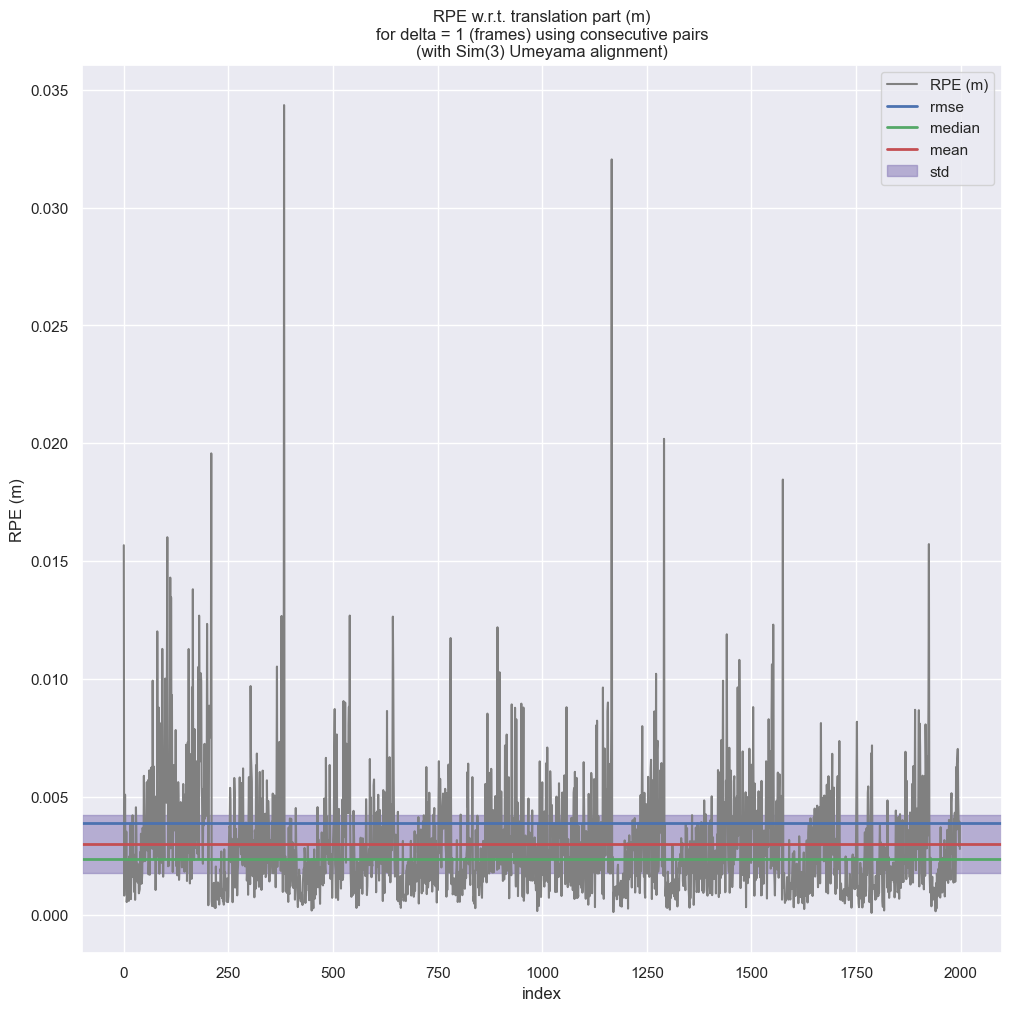 RPE w.r.t. translation part (m)
for delta = 1 (frames) using consecutive pairs
(with Sim(3) Umeyama alignment)
RPE (m)
rmse
median
mean
std
0.035
0.030
0.025
0.020
0.015
0.010
0.005
0.000
RPE (m)
0
250
500
750
1000
1250
1500
1750
2000
index